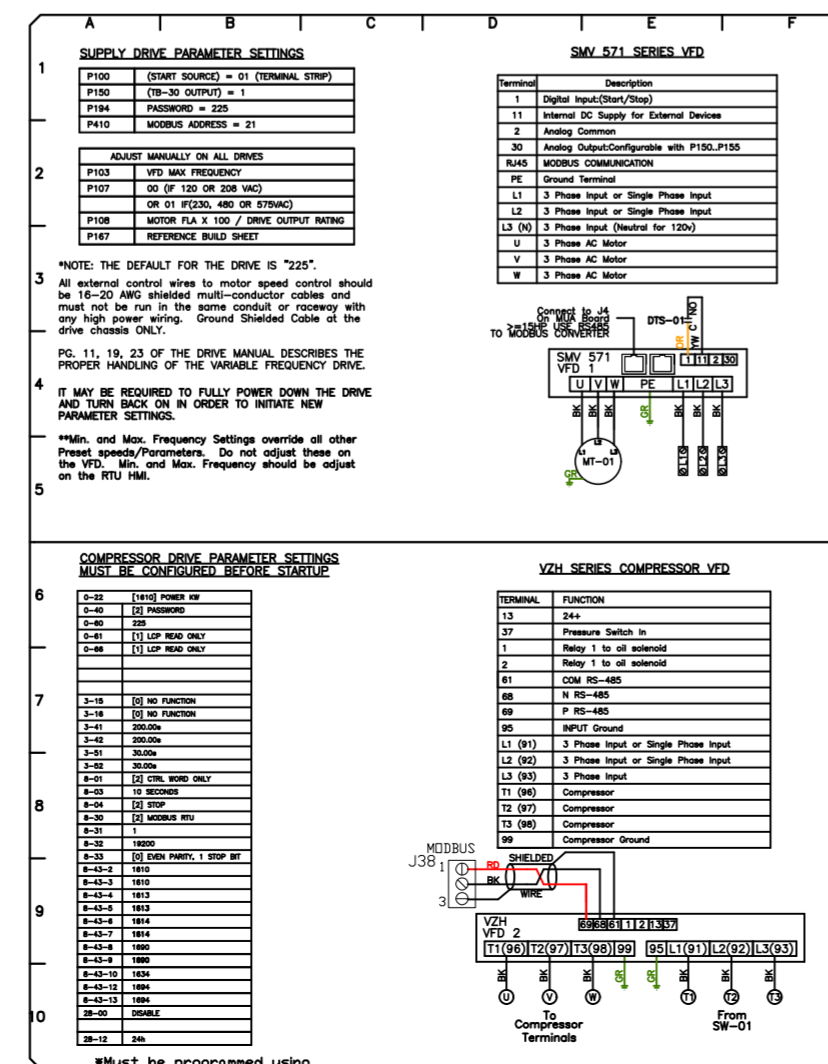 A B C D E F
1
2
3
4
5
6
7
8
9
10
SUPPLY DRIVE PARAMETER SETTINGS
P100 (START SOURCE) = 01 (TERMINAL STRIP)
P150 (TB-30 OUTPUT) = 1
P194 PASSWORD = 225
P410 MODBUS ADDRESS = 21
ADJUST MANUALLY ON ALL DRIVES
P103 VFD MAX FREQUENCY
P107 00 (IF 120 OR 208 VAC)
OR 01 IF(230, 480 OR 575VAC)
P108 MOTOR FLA X 100 / DRIVE OUTPUT RATING
P167 REFERENCE BUILD SHEET
*NOTE: THE DEFAULT FOR THE DRIVE IS "225".
All external control wires to motor speed control should
be 16-20 AWG shielded multi-conductor cables and
must not be run in the same conduit or raceway with
any high power wiring. Ground Shielded Cable at the
drive chassis ONLY.
PG. 11, 19, 23 OF THE DRIVE MANUAL DESCRIBES THE
PROPER HANDLING OF THE VARIABLE FREQUENCY DRIVE.
IT MAY BE REQUIRED TO FULLY POWER DOWN THE DRIVE
AND TURN BACK ON IN ORDER TO INITIATE NEW
PARAMETER SETTINGS.
**Min. and Max. Frequency Settings override all other
Preset speeds/Parameters. Do not adjust these on
the VFD. Min. and Max. Frequency should be adjust
on the RTU HMI.
SMV 571 SERIES VFD
Terminal Description
1 Digital Input:(Start/Stop)
11 Internal DC Supply for External Devices
2 Analog Common
30 Analog Output:Configurable with P150..P155
RJ45 MODBUS COMMUNICATION
PE Ground Terminal
L1 3 Phase Input or Single Phase Input
L2 3 Phase Input or Single Phase Input
L3 (N) 3 Phase Input (Neutral for 120v)
U 3 Phase AC Motor
V 3 Phase AC Motor
W 3 Phase AC Motor
Connect to J4
On MUA Board
>=15HP USE RS485
TO MODBUS CONVERTER
DTS-01
NO
C
OR
YW
SMV 571
VFD 1
1 11 2 30
U V W PE L1 L2 L3
BK BK BK GR BK BK BK
L1 L2 L3
MT-01
GR
L1 L2 L3
COMPRESSOR DRIVE PARAMETER SETTINGS
MUST BE CONFIGURED BEFORE STARTUP
0-22 [1610] POWER KW
0-40 [2] PASSWORD
0-60 225
0-61 [1] LCP READ ONLY
0-66 [1] LCP READ ONLY
3-15 [0] NO FUNCTION
3-16 [0] NO FUNCTION
3-41 200.00s
3-42 200.00s
3-51 30.00s
3-52 30.00s
8-01 [2] CTRL WORD ONLY
8-03 10 SECONDS
8-04 [2] STOP
8-30 [2] MODBUS RTU
8-31 1
8-32 19200
8-33 [0] EVEN PARITY, 1 STOP BIT
8-43-2 1610
8-43-3 1610
8-43-4 1613
8-43-5 1613
8-43-6 1614
8-43-7 1614
8-43-8 1690
8-43-9 1690
8-43-10 1634
8-43-12 1694
8-43-13 1694
28-00 DISABLE
28-12 24h
*Must be programmed using
VZH SERIES COMPRESSOR VFD
TERMINAL FUNCTION
13 24+
37 Pressure Switch In
1 Relay 1 to oil solenoid
2 Relay 1 to oil solenoid
61 COM RS-485
68 N RS-485
69 P RS-485
95 INPUT Ground
L1 (91) 3 Phase Input or Single Phase Input
L2 (92) 3 Phase Input or Single Phase Input
L3 (93) 3 Phase Input
T1 (96) Compressor
T2 (97) Compressor
T3 (98) Compressor
99 Compressor Ground
MODBUS
J38 1
3
RD
BK
SHIELDED
WIRE
VZH
VFD 2
69 68 61 1 2 13 37
T1(96) T2(97) T3(98) 99 95 L1(91) L2(92) L3(93)
BK BK BK GR GR BK BK BK
U V W T1 T2 T3
To
Compressor
Terminals
From
SW-01